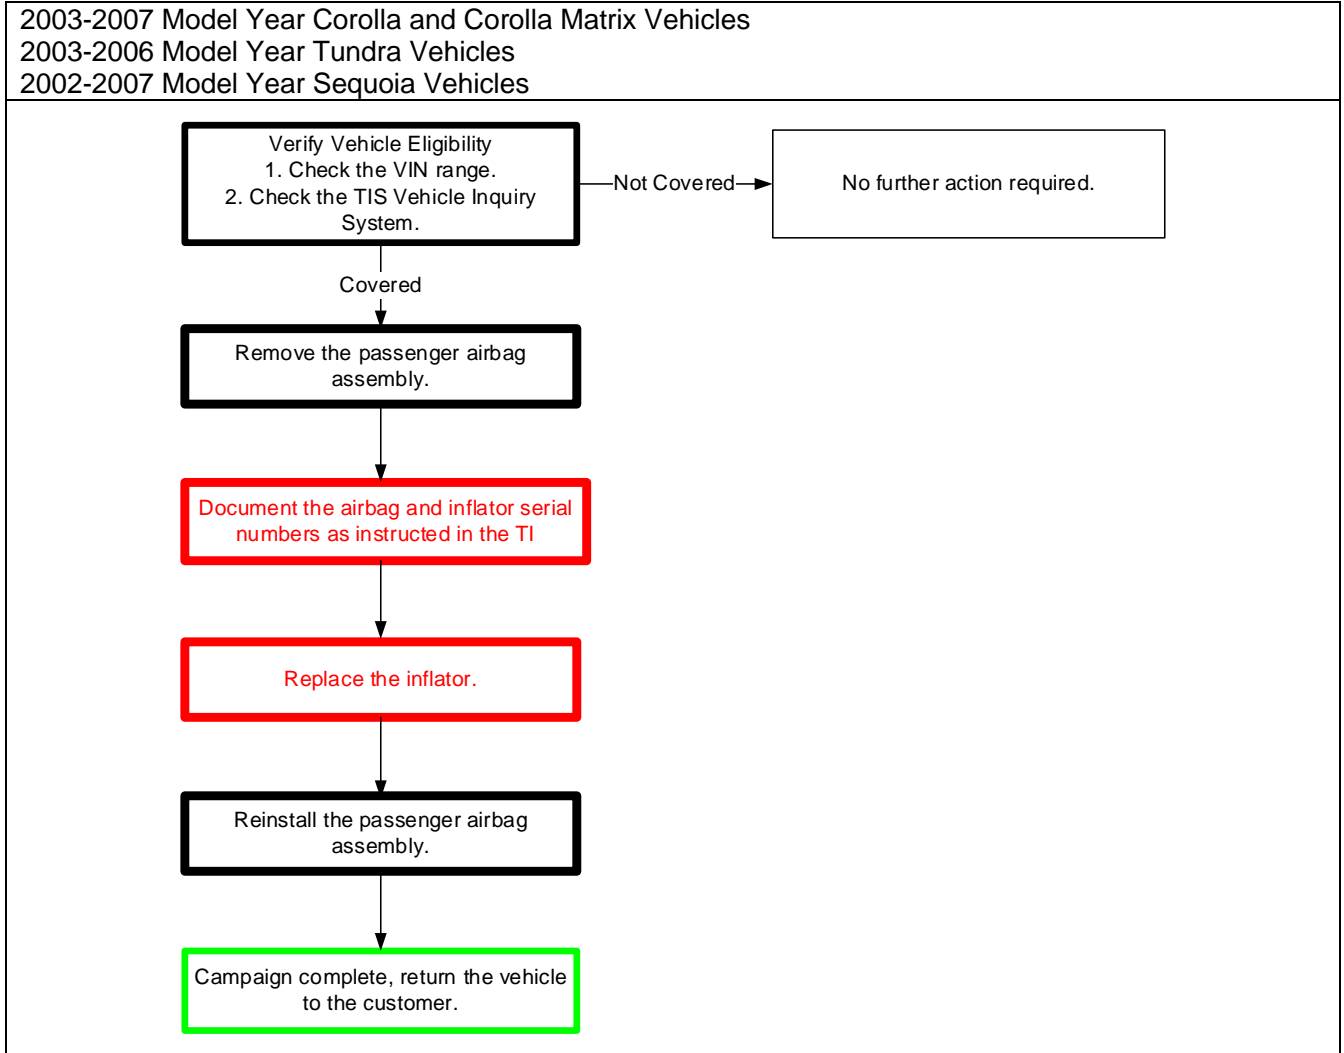 2003-2007 Model Year Corolla and Corolla Matrix Vehicles
2003-2006 Model Year Tundra Vehicles
2002-2007 Model Year Sequoia Vehicles
Verify Vehicle Eligibility
1. Check the VIN range.
2. Check the TIS Vehicle Inquiry
System.
Not Covered
No further action required.
Covered
Remove the passenger airbag
assembly.
Document the airbag and inflator serial
numbers as instructed in the TI
Replace the inflator.
Reinstall the passenger airbag
assembly.
Campaign complete, return the vehicle
to the customer.